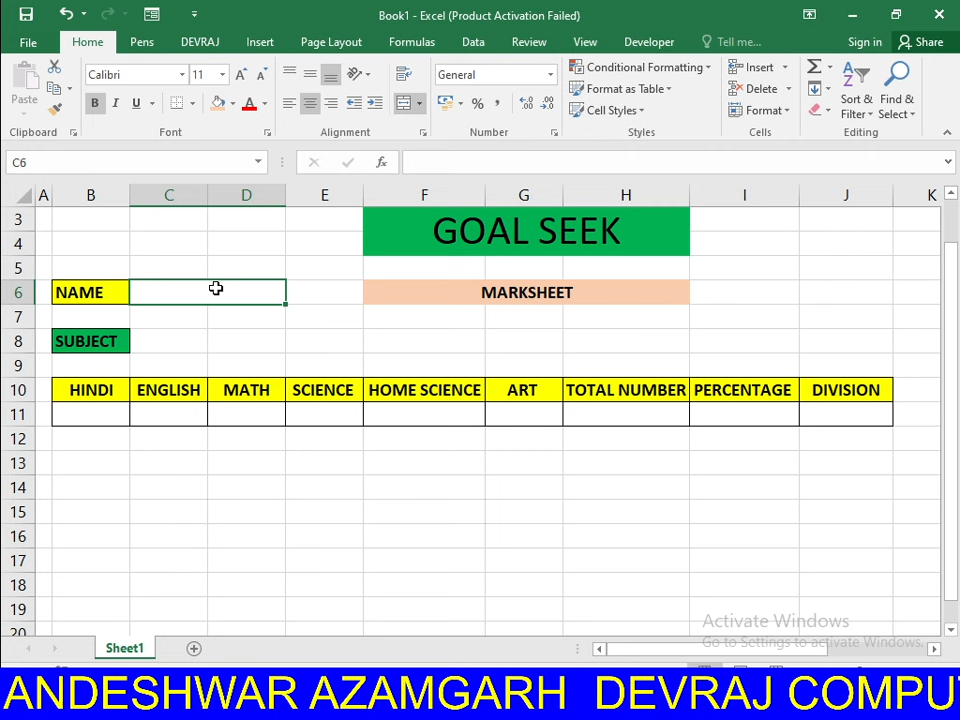 Book1 - Excel (Product Activation Failed)
File Home Pens DEVRAJ Insert Page Layout Formulas Data Review View Developer Tell me... Sign in Share
Calibri 11 General Conditional Formatting Insert
Paste Format as Table Delete Sort & Find &
B I U A % Cell Styles Format Filter Select
Clipboard Font Alignment Number Styles Cells Editing
C6 fx
A B C D E F G H I J K
3 GOAL SEEK
4
5
6 NAME MARKSHEET
7
8 SUBJECT
9
10 HINDI ENGLISH MATH SCIENCE HOME SCIENCE ART TOTAL NUMBER PERCENTAGE DIVISION
11
12
13
14
15
16
17
18
19
20
Activate Windows
Go to Settings to activate Windows.
Sheet1
ANDESHWAR AZAMGARH DEVRAJ COMPU